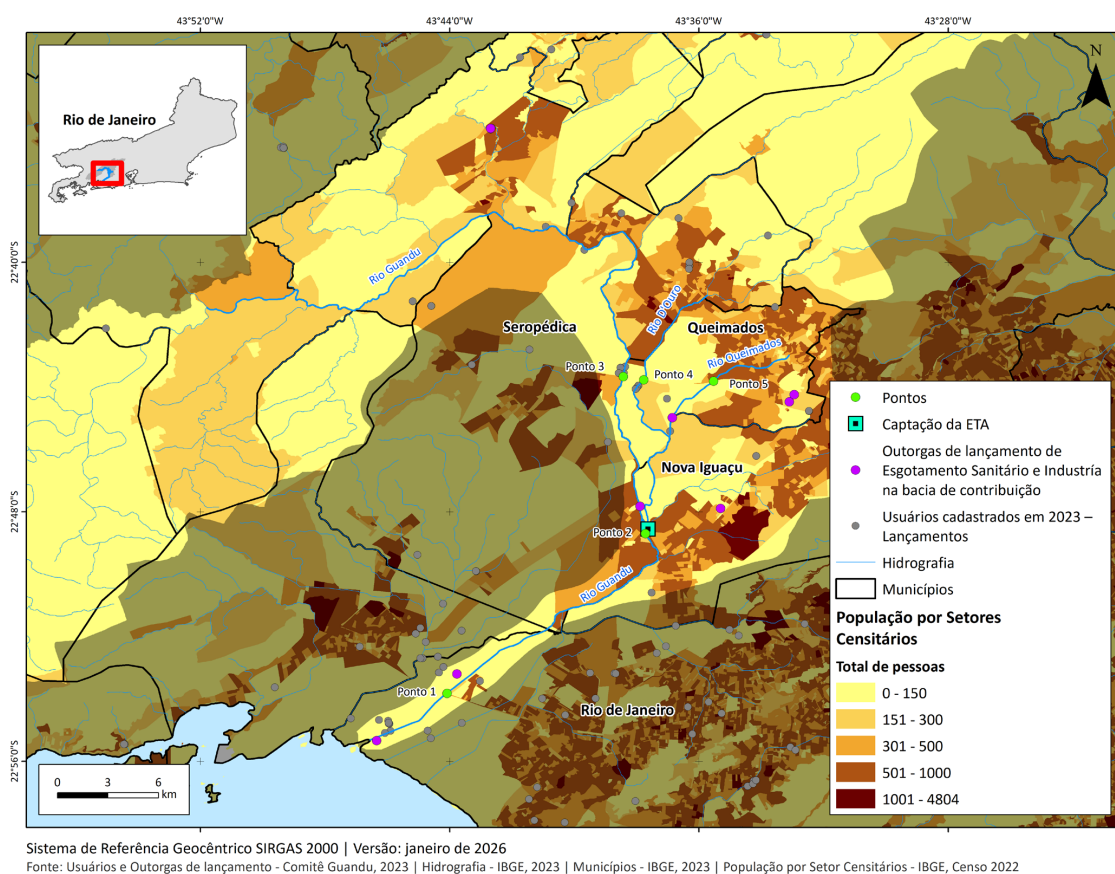 43°52'0"W
43°44'0"W
43°36'0"W
43°28'0"W
N
Rio de Janeiro
22°40'0"S
22°48'0"S
22°56'0"S
Rio Guandu
Rio D'Ouro
Seropédica
Queimados
Rio Queimados
Ponto 3
Ponto 4
Ponto 5
Nova Iguaçu
Ponto 2
Rio Guandu
Ponto 1
Rio de Janeiro
Pontos
Captação da ETA
Outorgas de lançamento de
Esgotamento Sanitário e Industría
na bacia de contribuição
Usuários cadastrados em 2023 –
Lançamentos
Hidrografia
Municípios
População por Setores
Censitários
Total de pessoas
0 - 150
151 - 300
301 - 500
501 - 1000
1001 - 4804
0 3 6
km
Sistema de Referência Geocêntrico SIRGAS 2000 | Versão: janeiro de 2026
Fonte: Usuários e Outorgas de lançamento - Comitê Guandu, 2023 | Hidrografia - IBGE, 2023 | Municípios - IBGE, 2023 | População por Setor Censitários - IBGE, Censo 2022